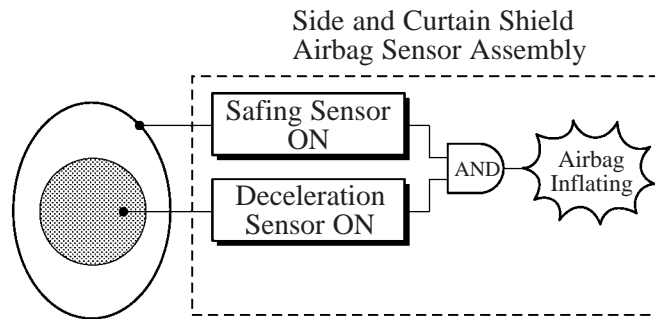 Side and Curtain Shield
Airbag Sensor Assembly
Safing Sensor
ON
AND
Airbag
Inflating
Deceleration
Sensor ON